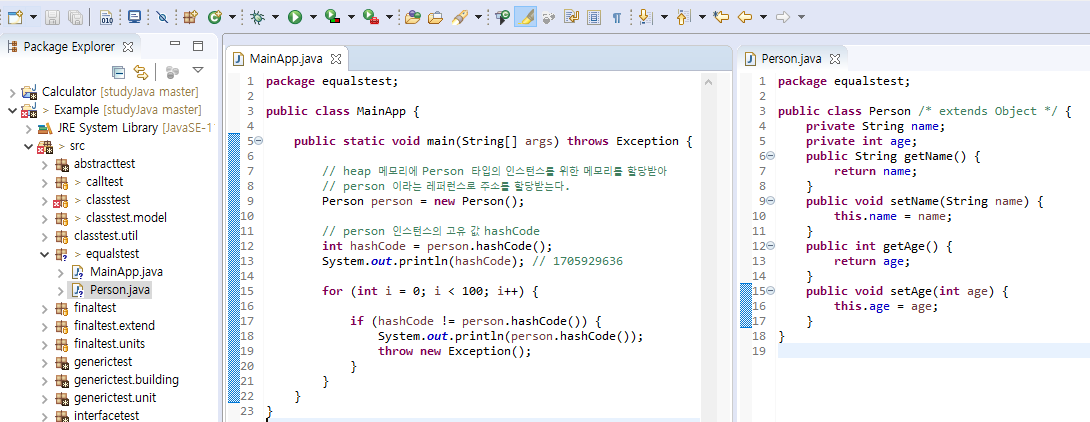 Package Explorer
Calculator [studyJava master]
> Example [studyJava master]
JRE System Library [JavaSE-1
> src
abstracttest
> calltest
> classtest
> classtest.model
classtest.util
> equalstest
MainApp.java
Person.java
finaltest
finaltest.extend
finaltest.units
generictest
generictest.building
generictest.unit
interfacetest
MainApp.java
1 package equalstest;
2
3 public class MainApp {
4
5 public static void main(String[] args) throws Exception {
6
7 // heap 메모리에 Person 타입의 인스턴스를 위한 메모리를 할당받아
8 // person 이라는 레퍼런스로 주소를 할당받는다.
9 Person person = new Person();
10
11 // person 인스턴스의 고유 값 hashCode
12 int hashCode = person.hashCode();
13 System.out.println(hashCode); // 1705929636
14
15 for (int i = 0; i < 100; i++) {
16
17 if (hashCode != person.hashCode()) {
18 System.out.println(person.hashCode());
19 throw new Exception();
20 }
21 }
22 }
23 }
Person.java
1 package equalstest;
2
3 public class Person /* extends Object */ {
4 private String name;
5 private int age;
6 public String getName() {
7 return name;
8 }
9 public void setName(String name) {
10 this.name = name;
11 }
12 public int getAge() {
13 return age;
14 }
15 public void setAge(int age) {
16 this.age = age;
17 }
18 }
19